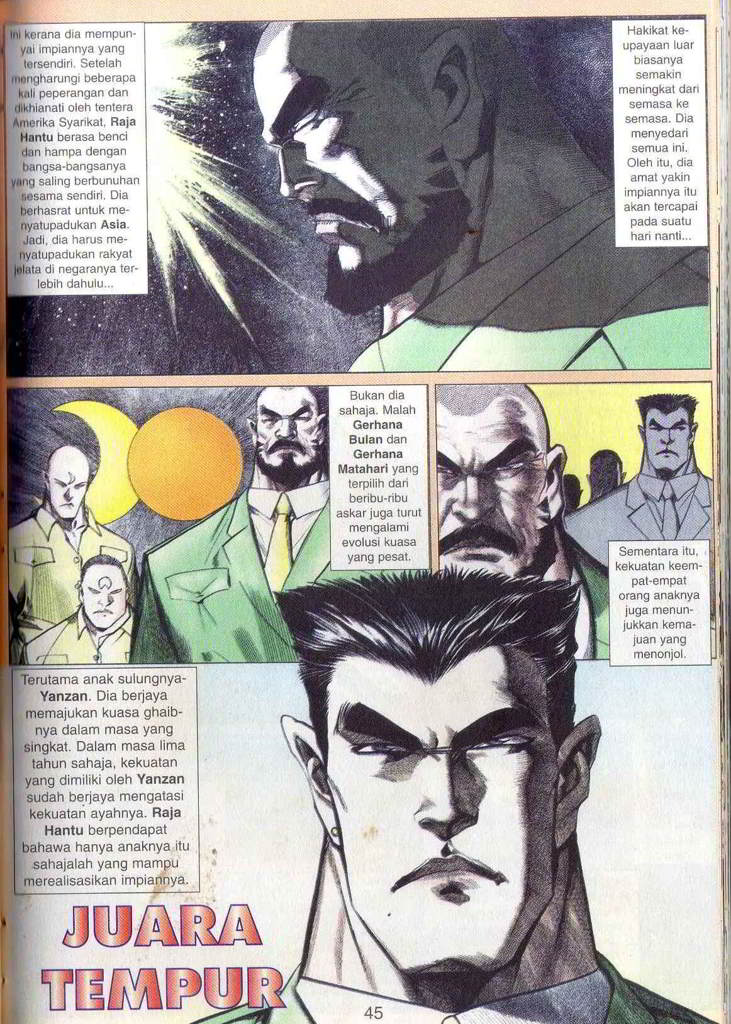 Ini kerana dia mempun-
yai impiannya yang
tersendiri. Setelah
mengharungi beberapa
kali peperangan dan
dikhianati oleh tentera
Amerika Syarikat, Raja
Hantu berasa benci
dan hampa dengan
bangsa-bangsanya
yang saling berbunuhan
sesama sendiri. Dia
berhasrat untuk me-
nyatupadukan Asia.
Jadi, dia harus me-
nyatupadukan rakyat
jelata di negaranya ter-
lebih dahulu...
Hakikat ke-
upayaan luar
biasanya
semakin
meningkat dari
semasa ke
semasa. Dia
menyedari
semua ini.
Oleh itu, dia
amat yakin
impiannya itu
akan tercapai
pada suatu
hari nanti...
Bukan dia
sahaja. Malah
Gerhana
Bulan dan
Gerhana
Matahari yang
terpilih dari
beribu-ribu
askar juga turut
mengalami
evolusi kuasa
yang pesat.
Sementara itu,
kekuatan keem-
pat-empat
orang anaknya
juga menun-
jukkan kema-
juan yang
menonjol.
Terutama anak sulungnya-
Yanzan. Dia berjaya
memajukan kuasa ghaib-
nya dalam masa yang
singkat. Dalam masa lima
tahun sahaja, kekuatan
yang dimiliki oleh Yanzan
sudah berjaya mengatasi
kekuatan ayahnya. Raja
Hantu berpendapat
bahawa hanya anaknya itu
sahajalah yang mampu
merealisasikan impiannya.
JUARA
TEMPUR
45